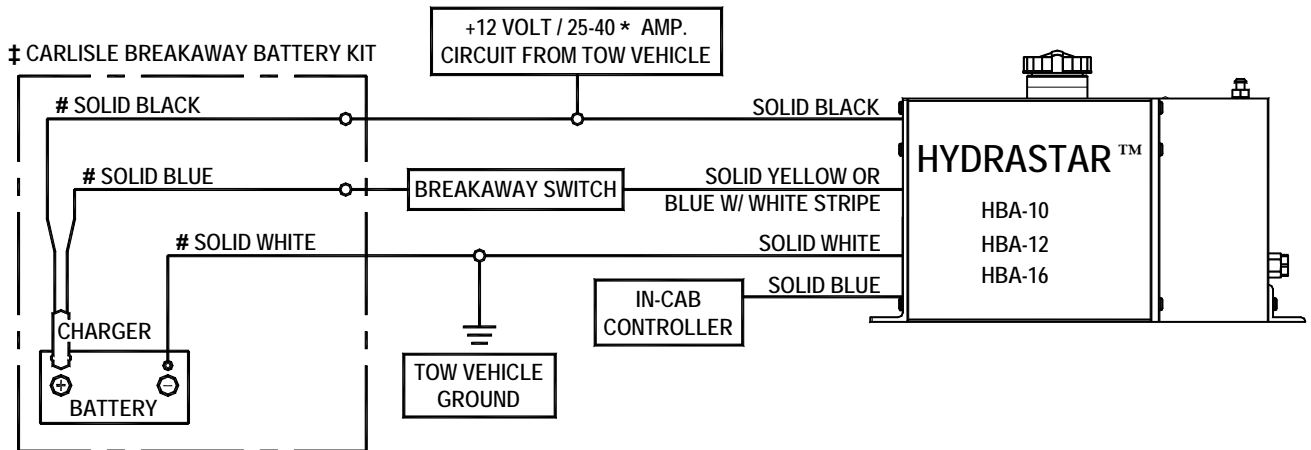 +12 VOLT / 25-40 * AMP.
CIRCUIT FROM TOW VEHICLE
‡ CARLISLE BREAKAWAY BATTERY KIT
# SOLID BLACK
SOLID BLACK
HYDRASTAR™
# SOLID BLUE
BREAKAWAY SWITCH
SOLID YELLOW OR
BLUE W/ WHITE STRIPE
HBA-10
# SOLID WHITE
SOLID WHITE
HBA-12
HBA-16
SOLID BLUE
IN-CAB
CONTROLLER
CHARGER
TOW VEHICLE
GROUND
+
−
BATTERY